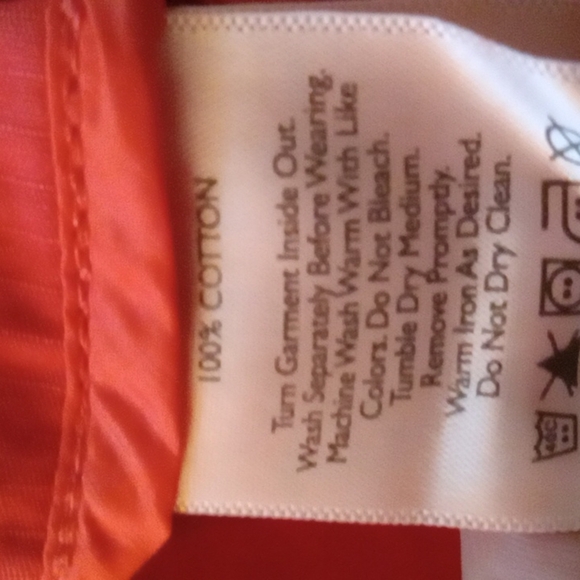 100% COTTON
Turn Garment Inside Out.
Wash Separately Before Wearing.
Machine Wash Warm With Like
Colors. Do Not Bleach.
Tumble Dry Medium.
Remove Promptly.
Warm Iron As Desired.
Do Not Dry Clean.